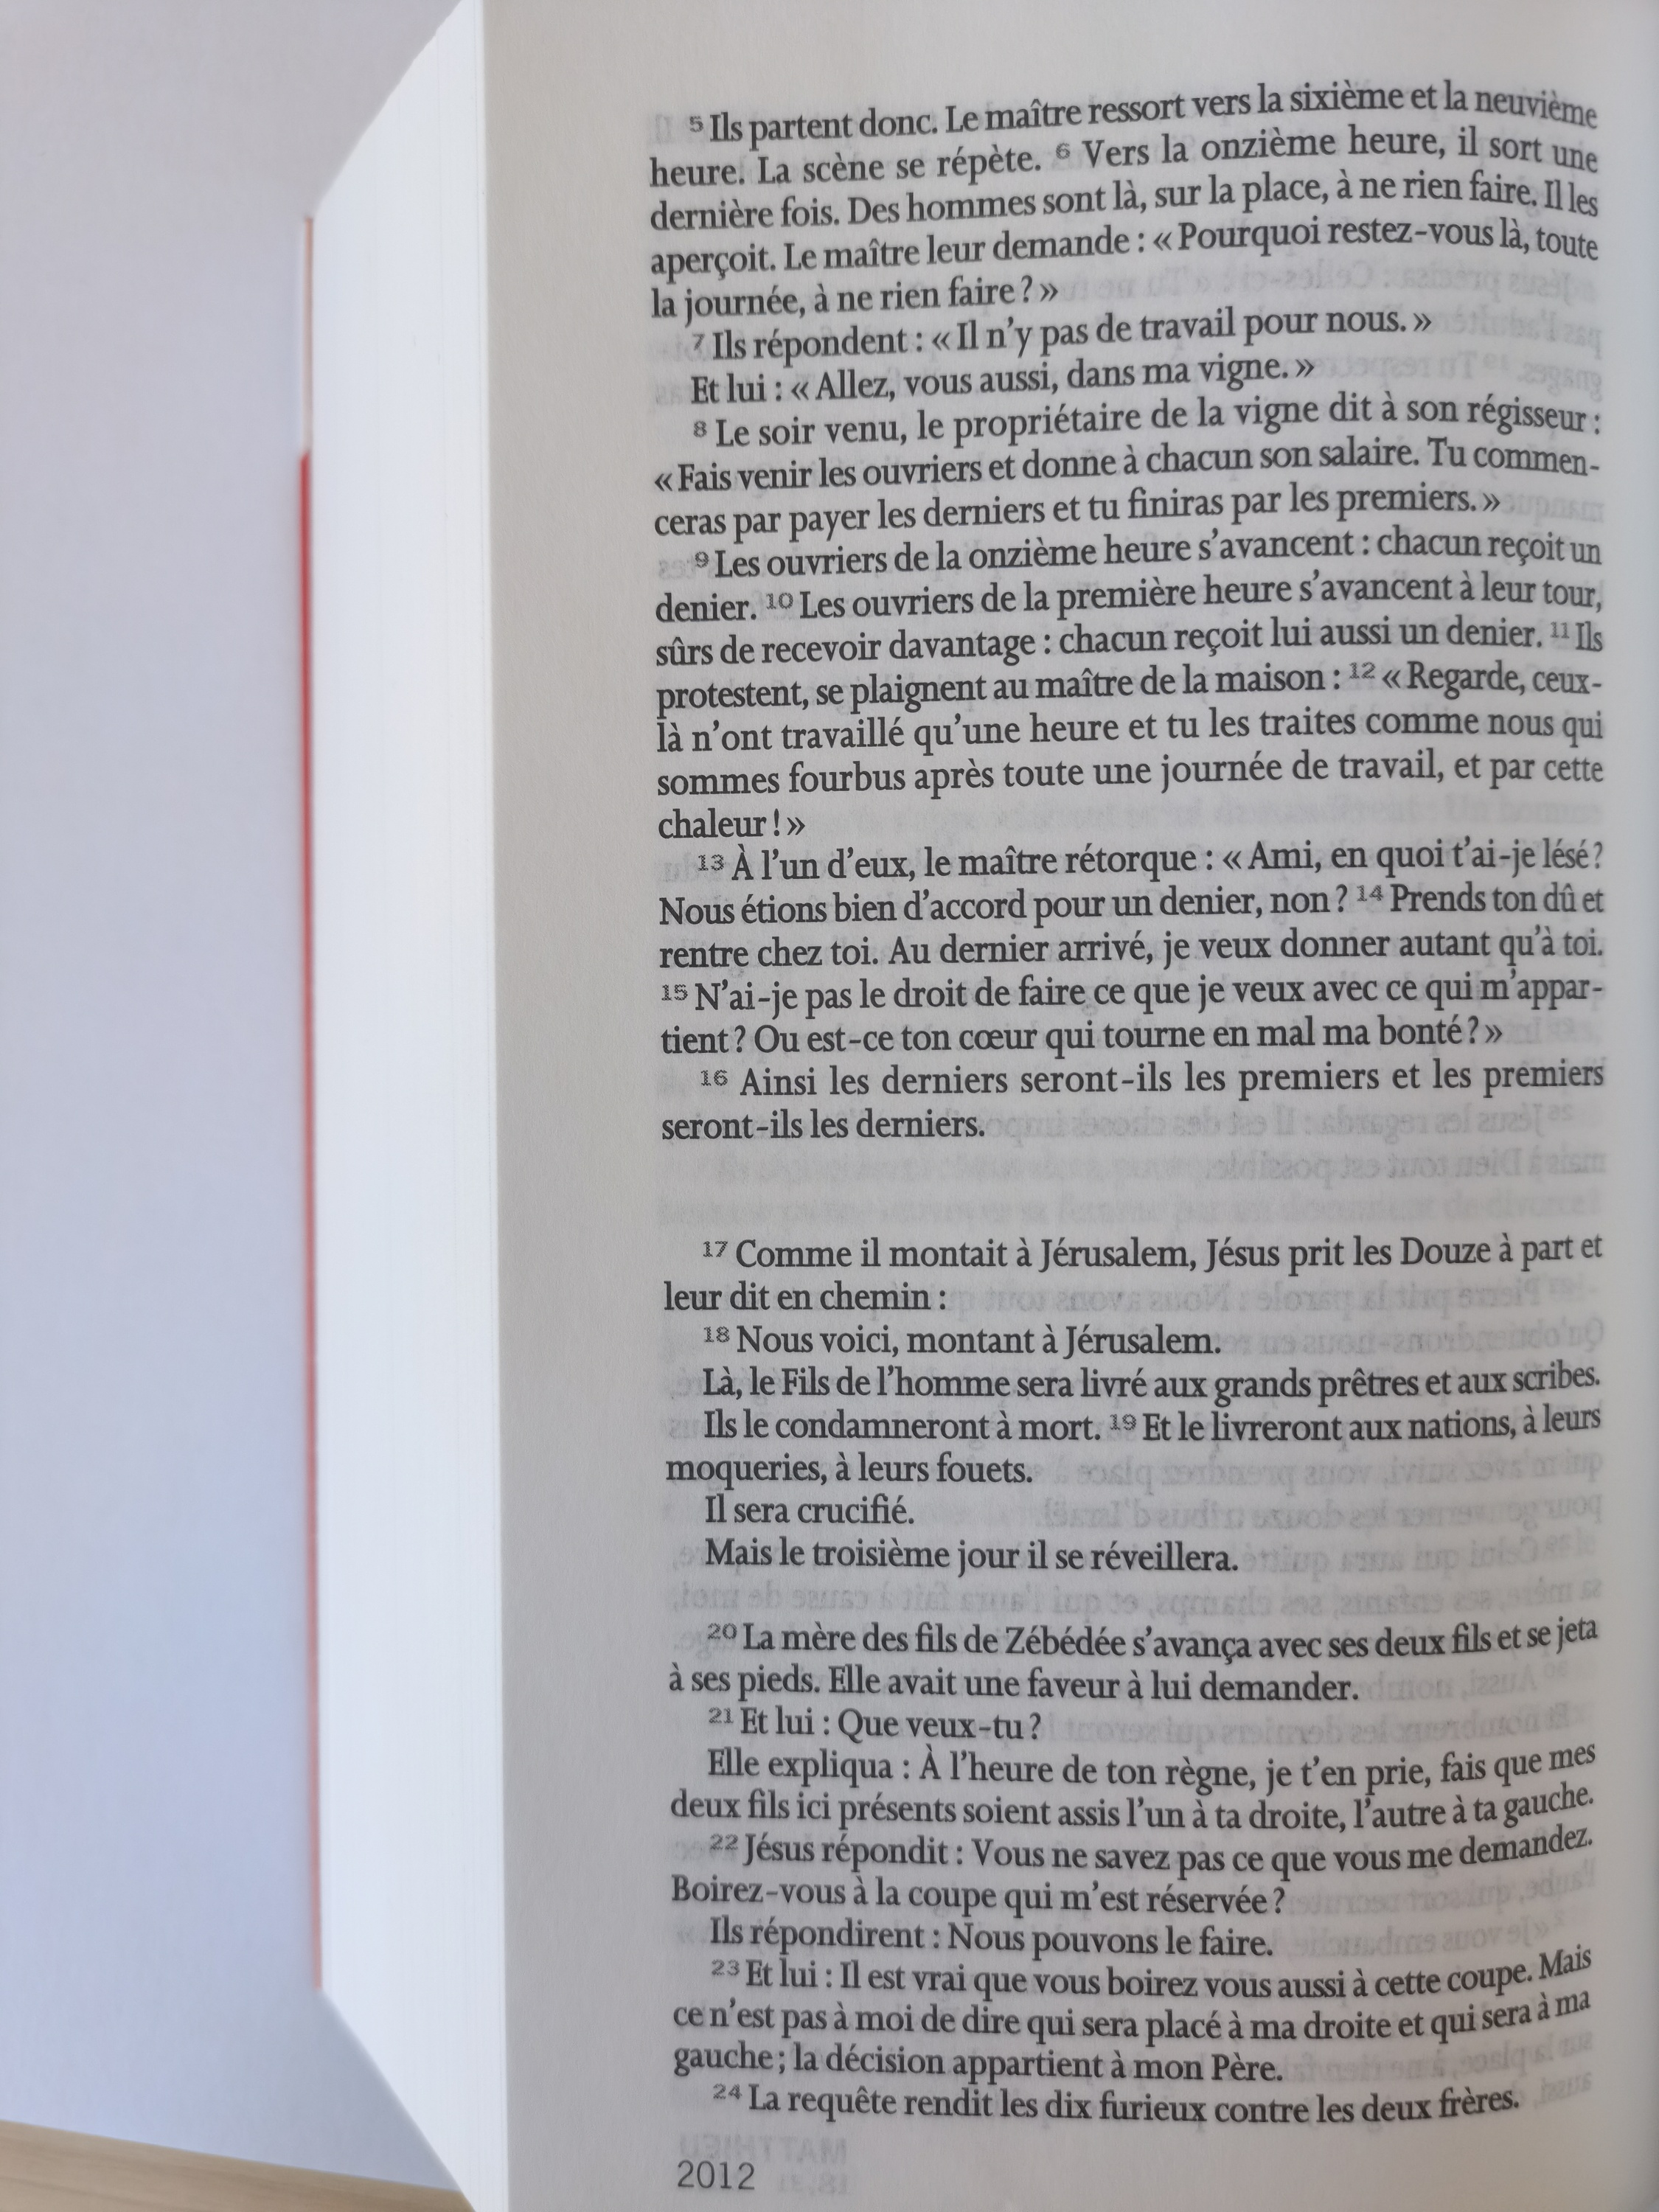 5 Ils partent donc. Le maître ressort vers la sixième et la neuvième
heure. La scène se répète. 6 Vers la onzième heure, il sort une
dernière fois. Des hommes sont là, sur la place, à ne rien faire. Il les
aperçoit. Le maître leur demande : « Pourquoi restez-vous là, toute
la journée, à ne rien faire ? »
7 Ils répondent : « Il n'y pas de travail pour nous. »
Et lui : « Allez, vous aussi, dans ma vigne. »
8 Le soir venu, le propriétaire de la vigne dit à son régisseur :
« Fais venir les ouvriers et donne à chacun son salaire. Tu commen-
ceras par payer les derniers et tu finiras par les premiers. »
9 Les ouvriers de la onzième heure s'avancent : chacun reçoit un
denier. 10 Les ouvriers de la première heure s'avancent à leur tour,
sûrs de recevoir davantage : chacun reçoit lui aussi un denier. 11 Ils
protestent, se plaignent au maître de la maison : 12 « Regarde, ceux-
là n'ont travaillé qu'une heure et tu les traites comme nous qui
sommes fourbus après toute une journée de travail, et par cette
chaleur ! »
13 À l'un d'eux, le maître rétorque : « Ami, en quoi t'ai-je lésé ?
Nous étions bien d'accord pour un denier, non ? 14 Prends ton dû et
rentre chez toi. Au dernier arrivé, je veux donner autant qu'à toi.
15 N'ai-je pas le droit de faire ce que je veux avec ce qui m'appar-
tient ? Ou est-ce ton cœur qui tourne en mal ma bonté ? »
16 Ainsi les derniers seront-ils les premiers et les premiers
seront-ils les derniers.
17 Comme il montait à Jérusalem, Jésus prit les Douze à part et
leur dit en chemin :
18 Nous voici, montant à Jérusalem.
Là, le Fils de l'homme sera livré aux grands prêtres et aux scribes.
Ils le condamneront à mort. 19 Et le livreront aux nations, à leurs
moqueries, à leurs fouets.
Il sera crucifié.
Mais le troisième jour il se réveillera.
20 La mère des fils de Zébédée s'avança avec ses deux fils et se jeta
à ses pieds. Elle avait une faveur à lui demander.
21 Et lui : Que veux-tu ?
Elle expliqua : À l'heure de ton règne, je t'en prie, fais que mes
deux fils ici présents soient assis l'un à ta droite, l'autre à ta gauche.
22 Jésus répondit : Vous ne savez pas ce que vous me demandez.
Boirez-vous à la coupe qui m'est réservée ?
Ils répondirent : Nous pouvons le faire.
23 Et lui : Il est vrai que vous boirez vous aussi à cette coupe. Mais
ce n'est pas à moi de dire qui sera placé à ma droite et qui sera à ma
gauche ; la décision appartient à mon Père.
24 La requête rendit les dix furieux contre les deux frères.
2012